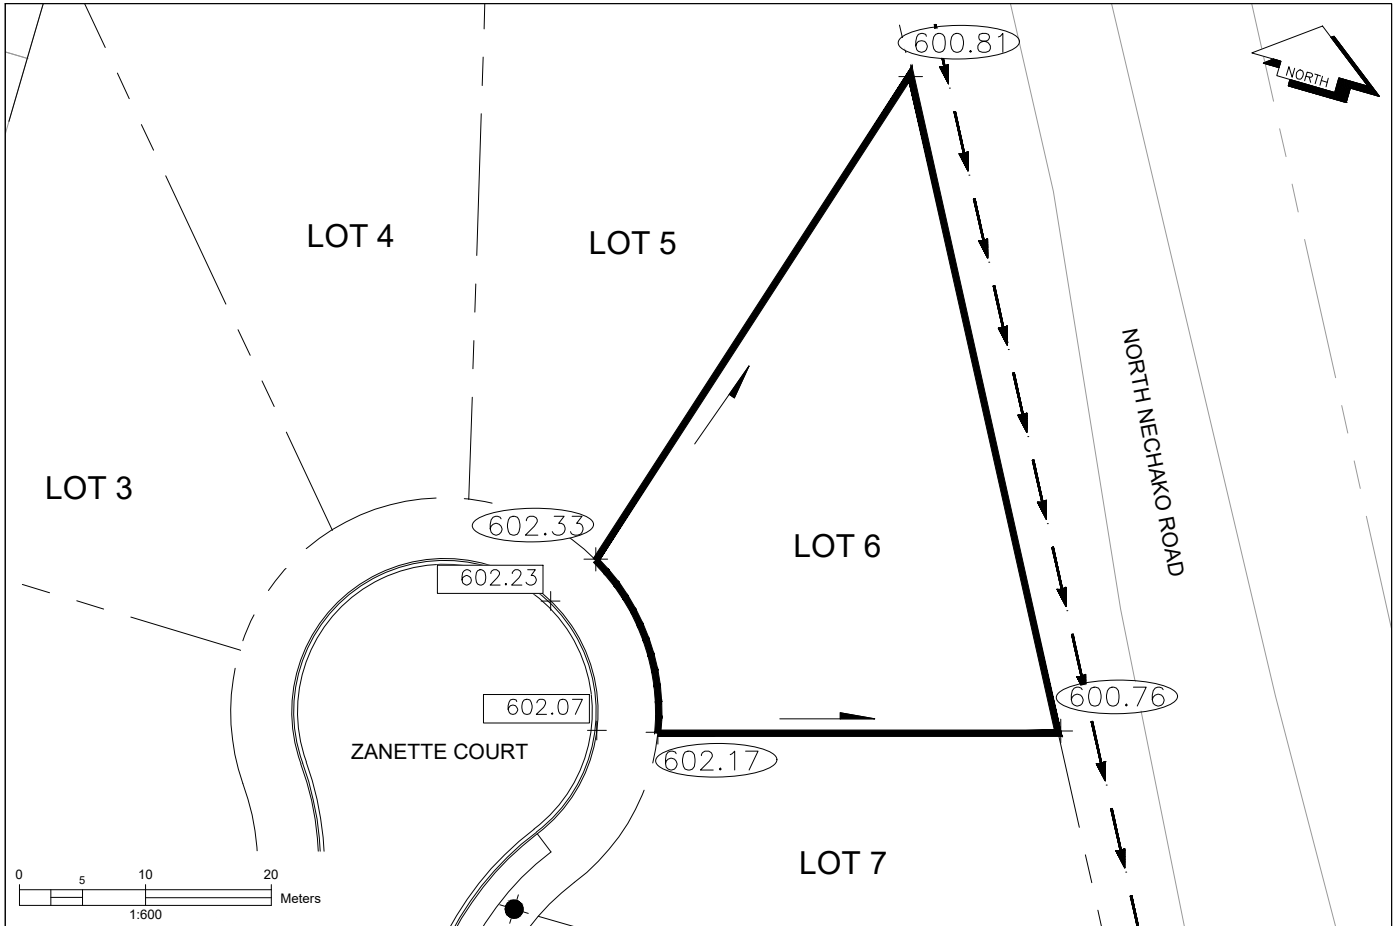 600.81
NORTH
LOT 4
LOT 5
NORTH NECHAKO ROAD
LOT 3
602.33
LOT 6
602.23
602.07
600.76
ZANETTE COURT
602.17
LOT 7
0 5 10 20
Meters
1:600